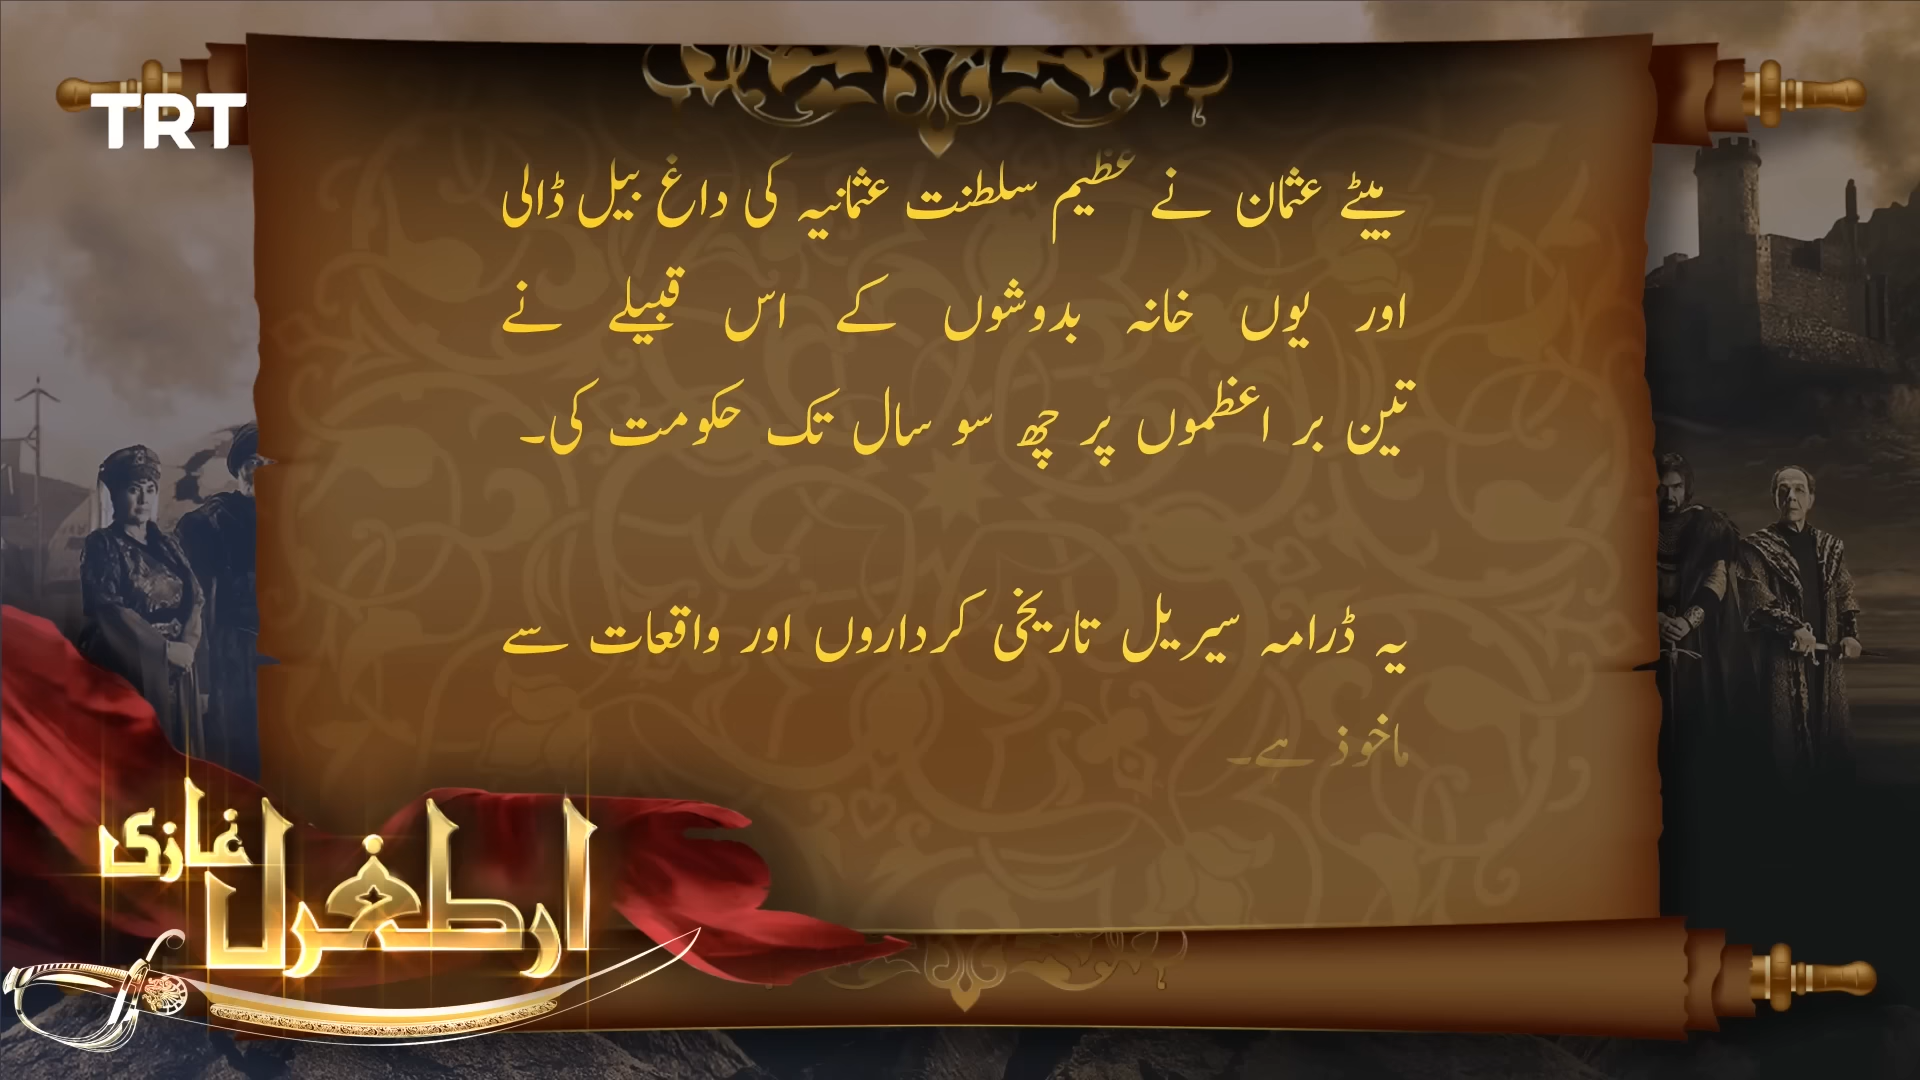 TRT
بیٹے عثمان نے عظیم سلطنت عثمانیہ کی داغ بیل ڈالی
اور یوں خانہ بدوشوں کے اس قبیلے نے
تین بر اعظموں پر چھ سو سال تک حکومت کی۔
یہ ڈرامہ سیریل تاریخی کرداروں اور واقعات سے
ماخوذ ہے۔
ارطغرل غازی